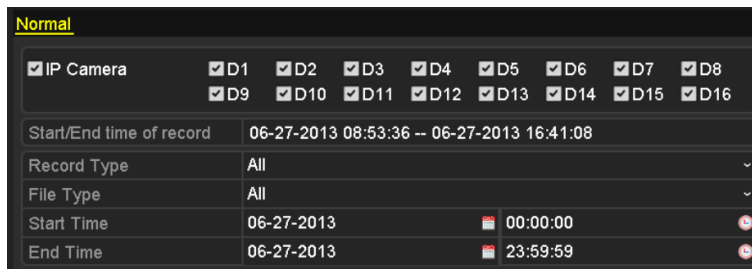 Normal
IP Camera D1 D2 D3 D4 D5 D6 D7 D8
D9 D10 D11 D12 D13 D14 D15 D16
Start/End time of record 06-27-2013 08:53:36 -- 06-27-2013 16:41:08
Record Type All
File Type All
Start Time 06-27-2013 00:00:00
End Time 06-27-2013 23:59:59